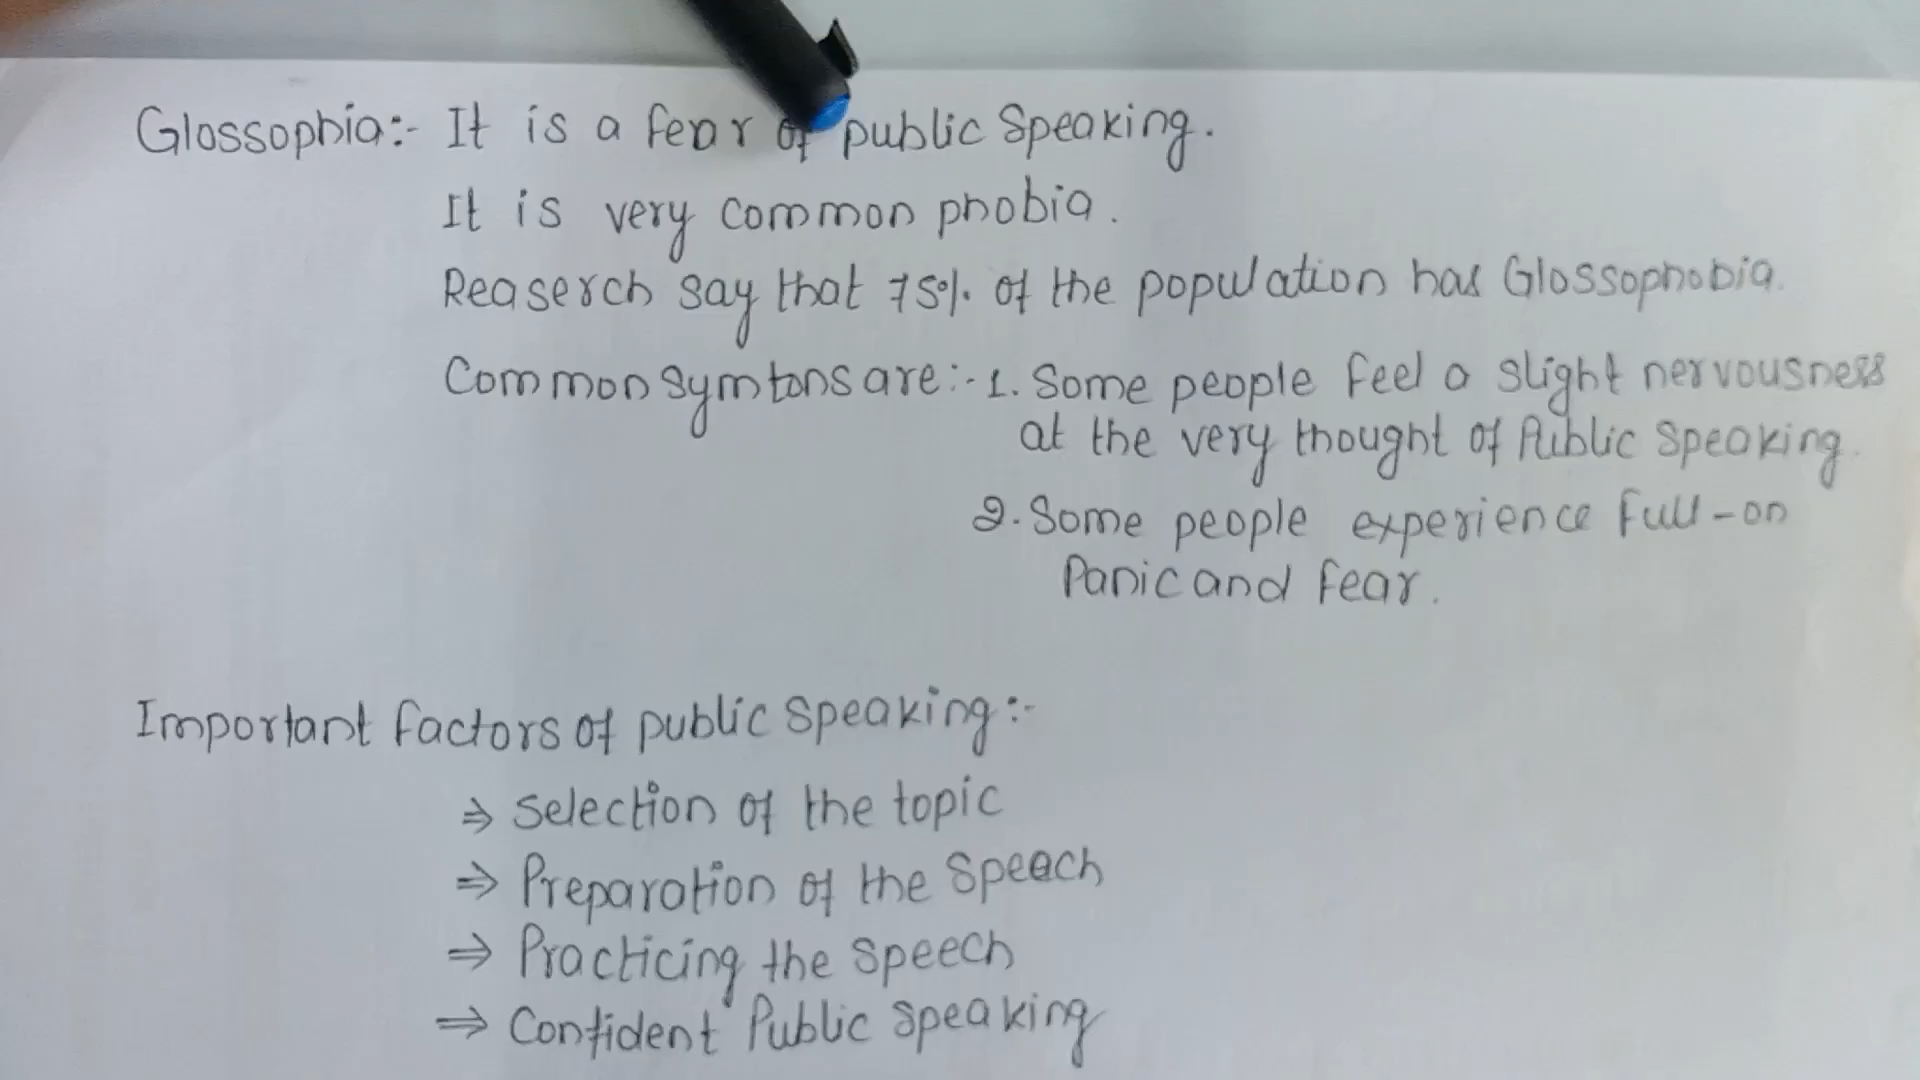 Glossophia:- It is a fear of public Speaking.
It is very common phobia.
Reaserch say that 75% of the population has Glossophobia.
Common Symtons are:- 1. Some people feel a slight nervousness
at the very thought of Public Speaking.
2. Some people experience full-on
Panic and fear.
Important factors of public speaking:-
⇒ Selection of the topic
⇒ Preparation of the Speech
⇒ Practicing the Speech
⇒ Confident Public Speaking